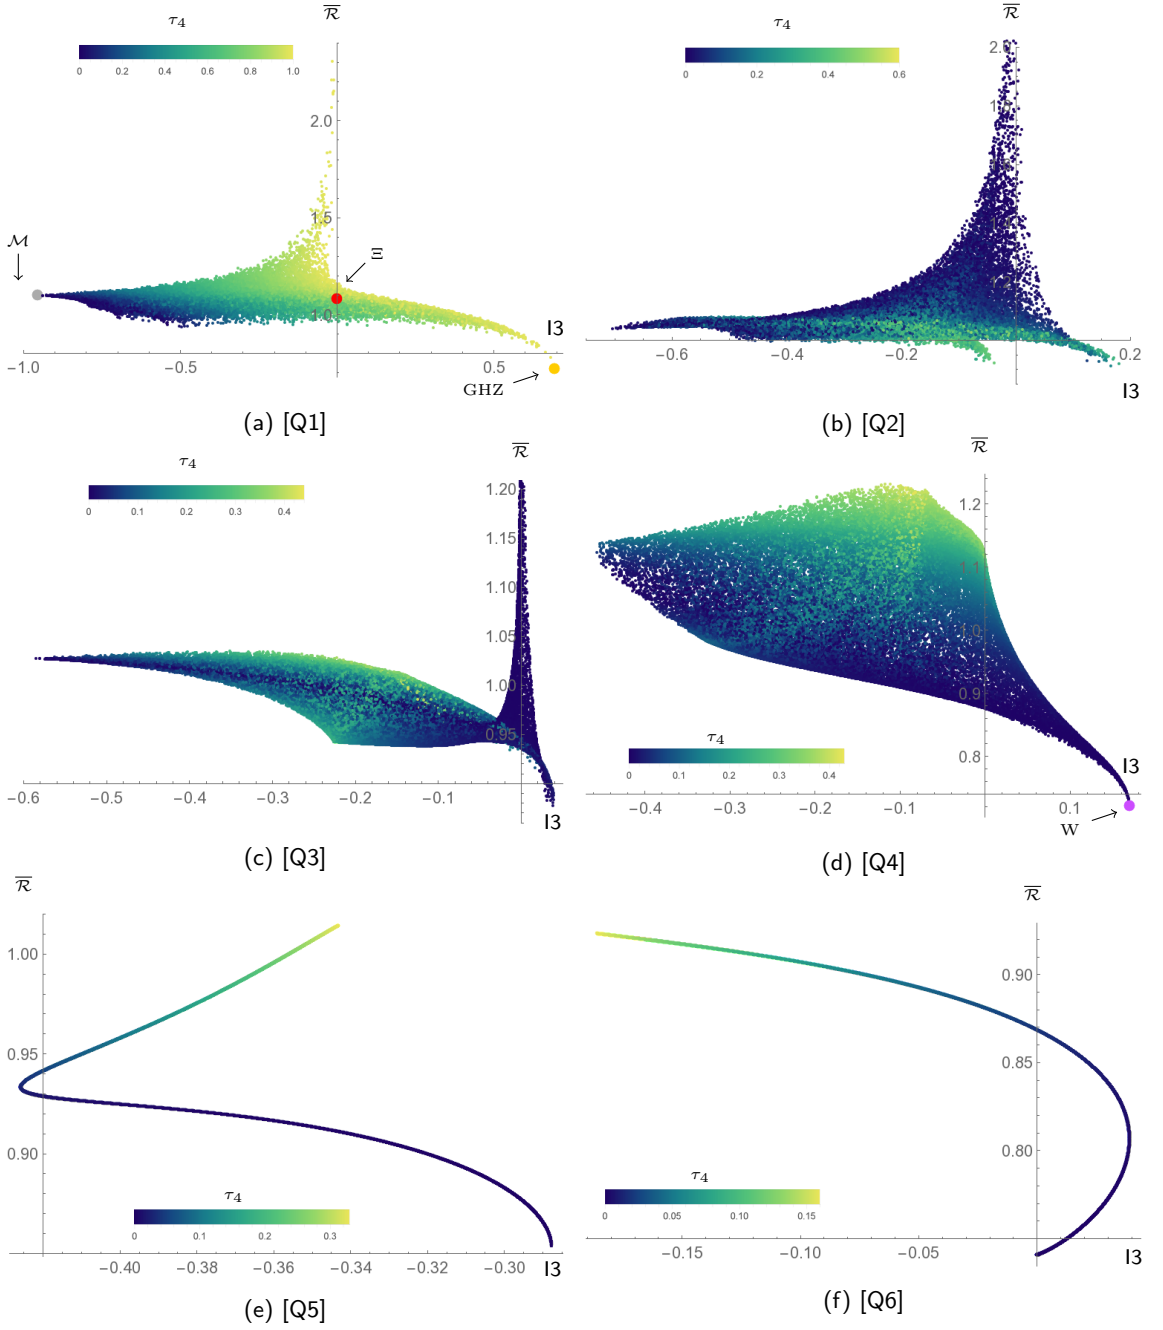 τ4
R
0 0.2 0.4 0.6 0.8 1.0
2.0
1.5
1.0
M
Ξ
I3
−1.0 −0.5 0.5
GHZ
(a) [Q1]
τ4
R
0 0.2 0.4 0.6
2.0
−0.6 −0.4 −0.2 0.2
I3
(b) [Q2]
τ4
R
0 0.1 0.2 0.3 0.4
1.20
1.15
1.10
1.05
1.00
0.95
−0.6 −0.5 −0.4 −0.3 −0.2 −0.1
I3
(c) [Q3]
R
1.2
1.1
1.0
0.9
0.8
τ4
0 0.1 0.2 0.3 0.4
I3
−0.4 −0.3 −0.2 −0.1 0.1
W
(d) [Q4]
R
1.00
0.95
0.90
τ4
0 0.1 0.2 0.3
−0.40 −0.38 −0.36 −0.34 −0.32 −0.30
I3
(e) [Q5]
R
0.90
0.85
0.80
τ4
0 0.05 0.10 0.15
−0.15 −0.10 −0.05
I3
(f) [Q6]